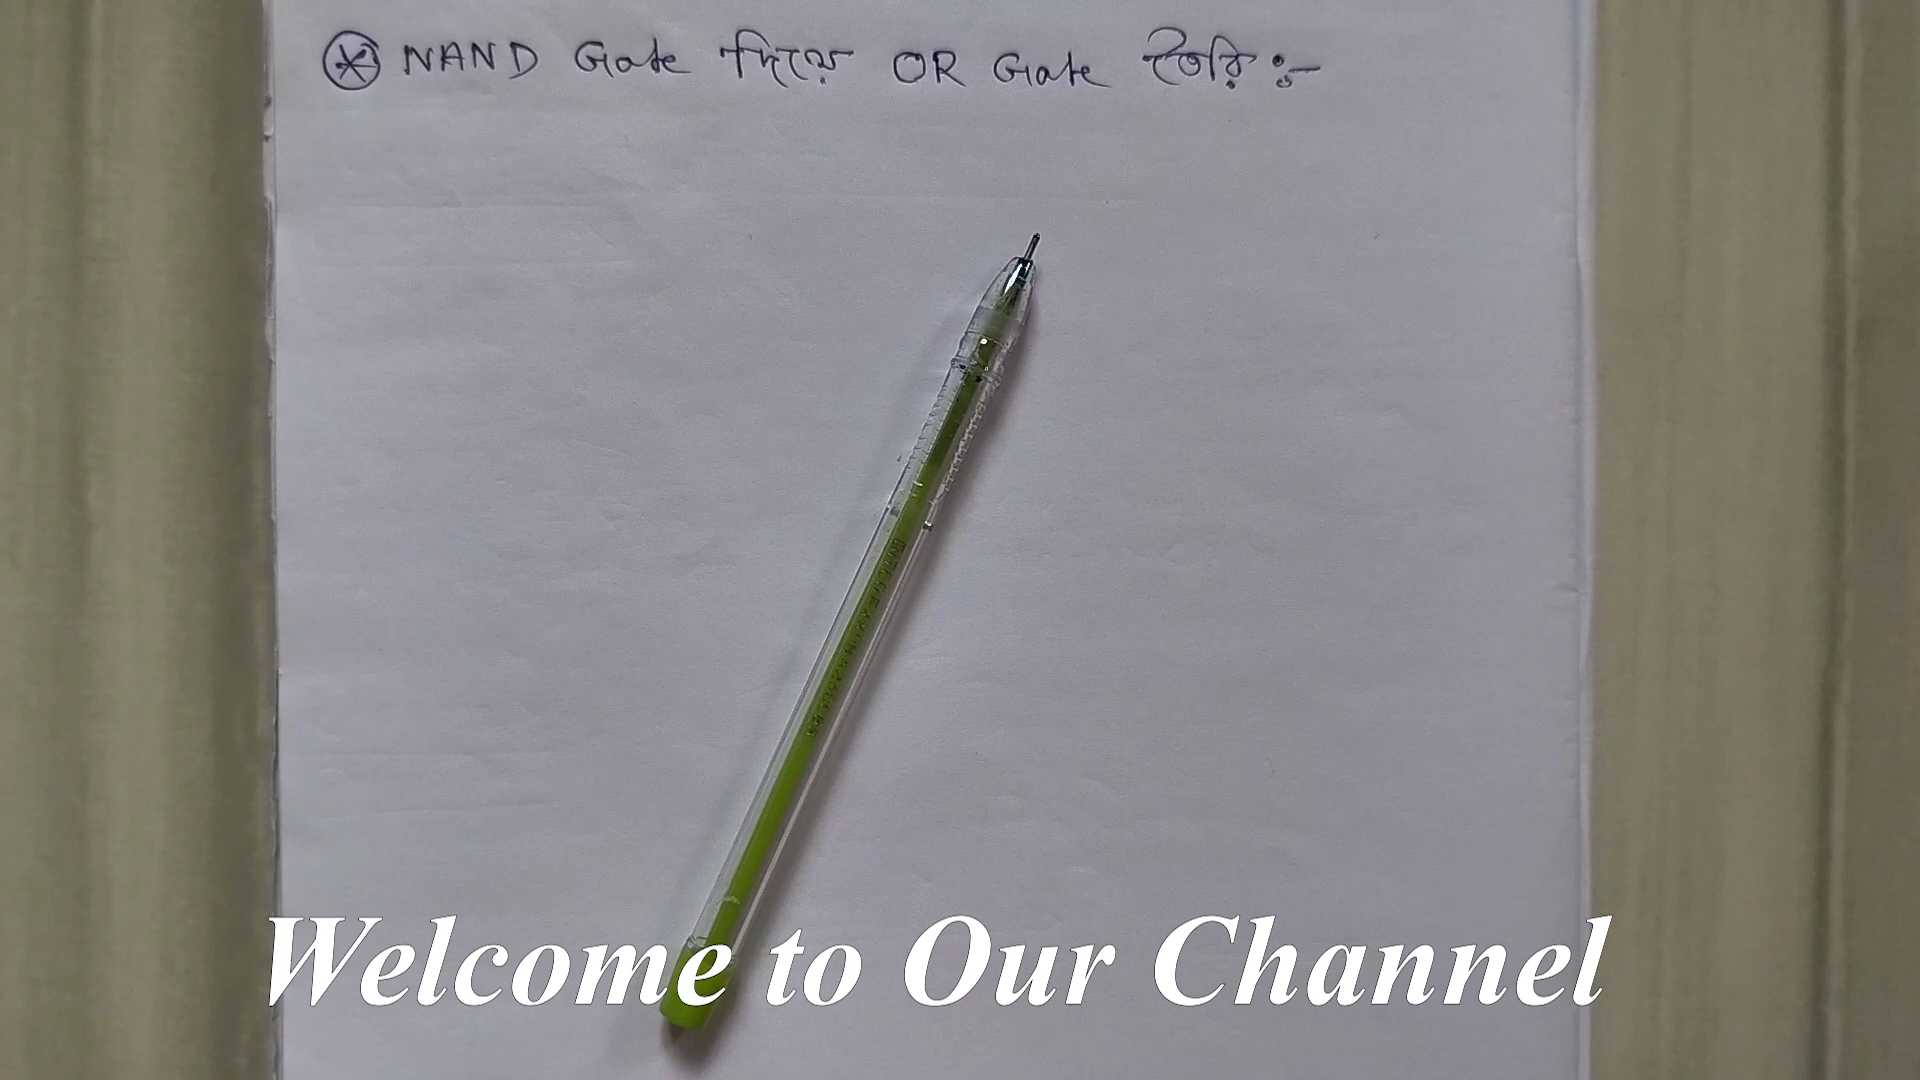 ⊛ NAND Gate দিয়ে OR Gate তৈরি :-
Welcome to Our Channel